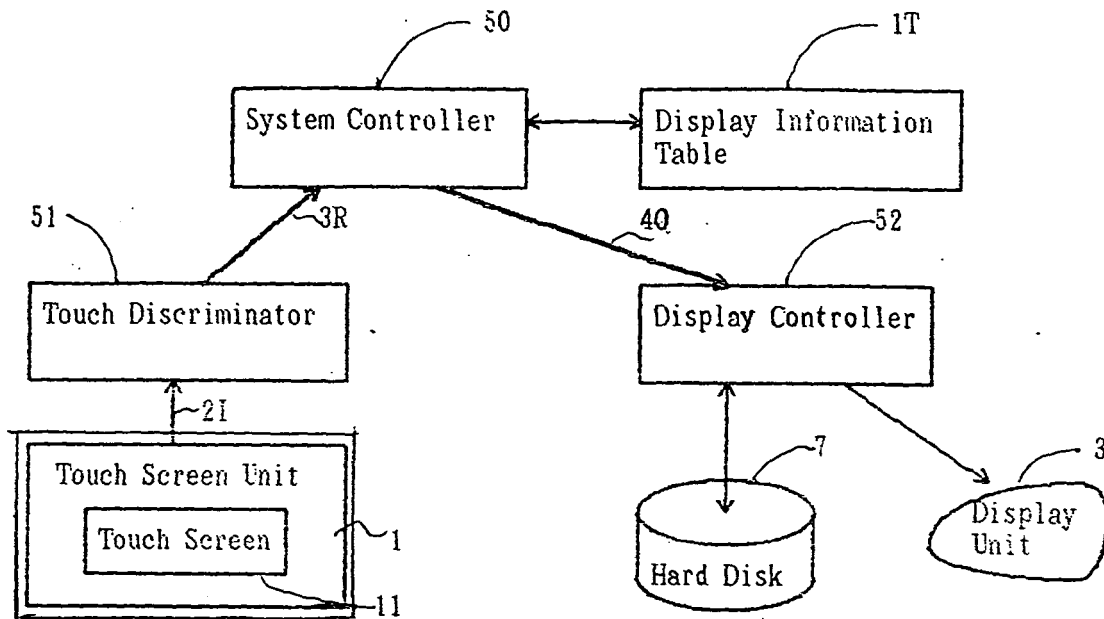 50
1T
System Controller
Display Information
Table
51
3R
40
52
Touch Discriminator
Display Controller
2I
7
3
Touch Screen Unit
Touch Screen
1
11
Hard Disk
Display
Unit